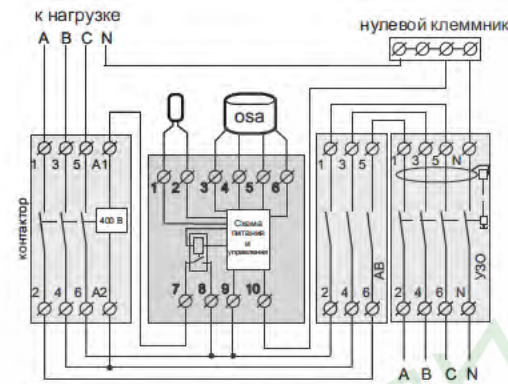 к нагрузке
A B C N
нулевой клеммник
osa
1 3 5 A1
1 2 3 4 5 6
1 3 5
1 3 5 N
контактор
400 В
Схема
питания
и
управления
АВ
УЗО
7 8 9 10
2 4 6 A2
2 4 6
2 4 6 N
A B C N